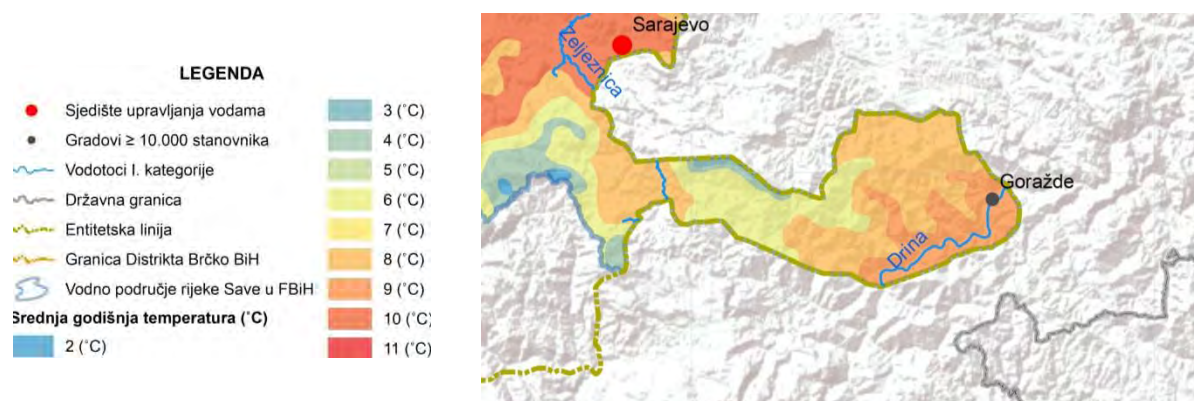 LEGENDA
Sjedište upravljanja vodama
Gradovi ≥ 10.000 stanovnika
Vodotoci I. kategorije
Državna granica
Entitetska linija
Granica Distrikta Brčko BiH
Vodno područje rijeke Save u FBiH
Srednja godišnja temperatura (˚C)
2 (˚C)
3 (˚C)
4 (˚C)
5 (˚C)
6 (˚C)
7 (˚C)
8 (˚C)
9 (˚C)
10 (˚C)
11 (˚C)
Sarajevo
Zeljeznica
Goražde
Drina